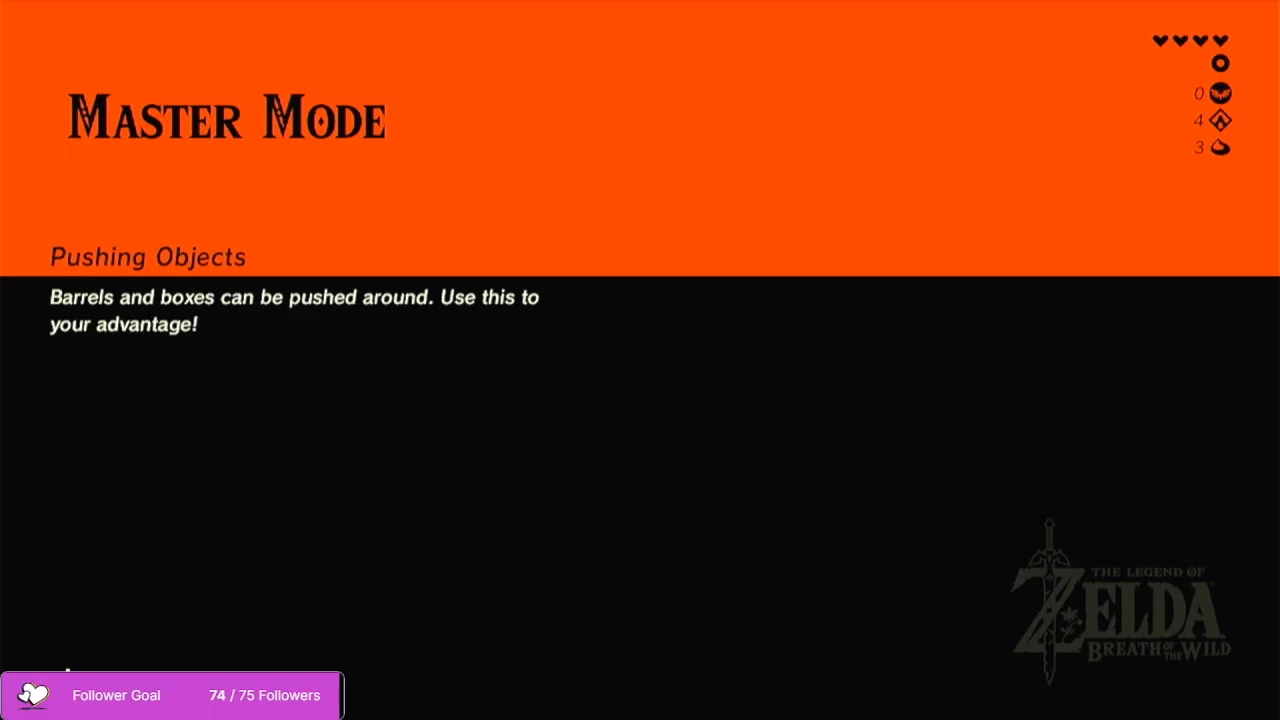 MASTER MODE
0
4
3
Pushing Objects
Barrels and boxes can be pushed around. Use this to
your advantage!
THE LEGEND OF
ZELDA
BREATH OF THE WILD
Follower Goal 74 / 75 Followers